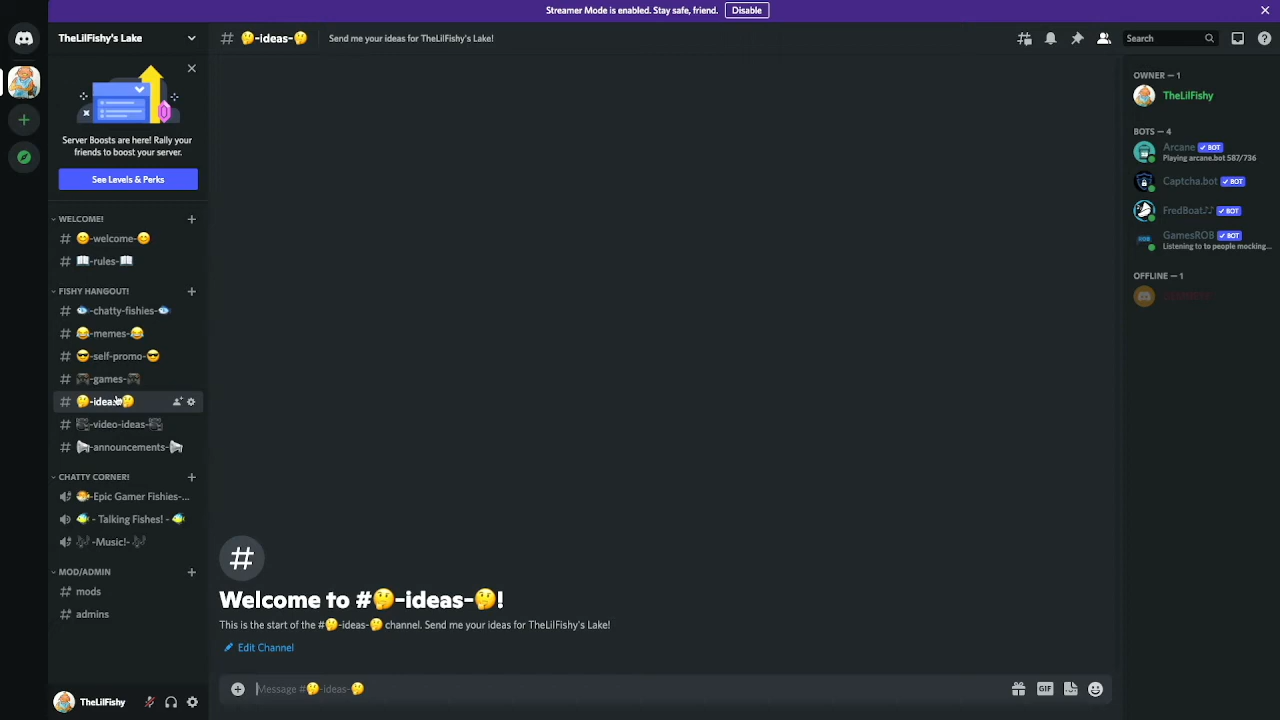 Streamer Mode is enabled. Stay safe, friend. Disable
TheLilFishy's Lake
# 🤔-ideas-🤔 Send me your ideas for TheLilFishy's Lake!
Search
Server Boosts are here! Rally your
friends to boost your server.
See Levels & Perks
WELCOME!
# 😊-welcome-😊
# 📖-rules-📖
FISHY HANGOUT!
# 🐟-chatty-fishies-🐟
# 😂-memes-😂
# 😎-self-promo-😎
# 🎮-games-🎮
# 🤔-ideas-🤔
# -video-ideas-
# 📢-announcements-📢
CHATTY CORNER!
🐡-Epic Gamer Fishies-...
🐠 - Talking Fishes! - 🐠
🎶 -Music!- 🎶
MOD/ADMIN
# mods
# admins
TheLilFishy
Welcome to #🤔-ideas-🤔!
This is the start of the #🤔-ideas-🤔 channel. Send me your ideas for TheLilFishy's Lake!
Edit Channel
Message #🤔-ideas-🤔
GIF
OWNER — 1
TheLilFishy
BOTS — 4
Arcane ✓ BOT
Playing arcane.bot 587/736
Captcha.bot ✓ BOT
FredBoat♪♪ ✓ BOT
GamesROB ✓ BOT
Listening to to people mocking...
OFFLINE — 1